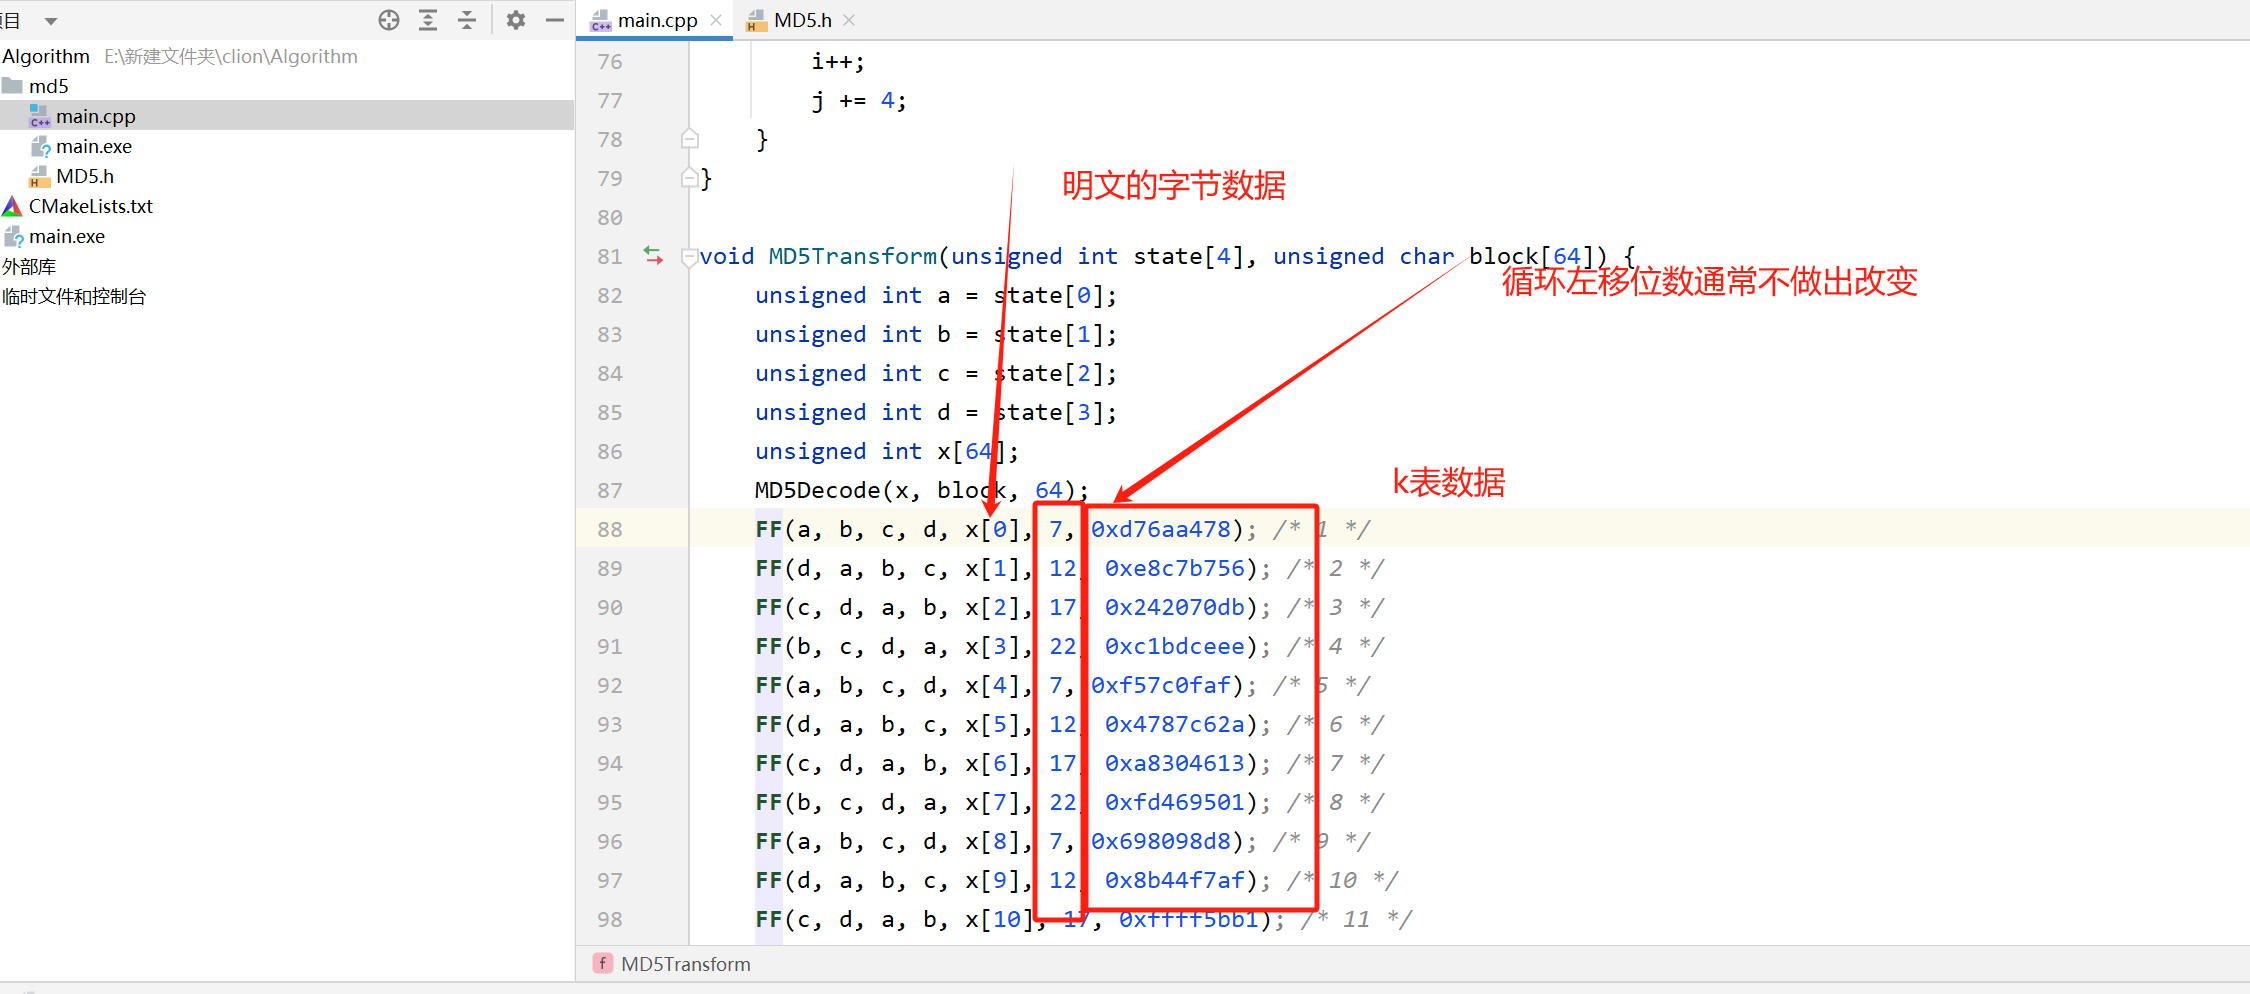 项目
main.cpp
MD5.h
Algorithm E:\新建文件夹\clion\Algorithm
md5
main.cpp
main.exe
MD5.h
CMakeLists.txt
main.exe
外部库
临时文件和控制台
76 i++;
77 j += 4;
78 }
79 }
明文的字节数据
80
81 void MD5Transform(unsigned int state[4], unsigned char block[64]) {
循环左移位数通常不做出改变
82 unsigned int a = state[0];
83 unsigned int b = state[1];
84 unsigned int c = state[2];
85 unsigned int d = state[3];
86 unsigned int x[64];
k表数据
87 MD5Decode(x, block, 64);
88 FF(a, b, c, d, x[0], 7, 0xd76aa478); /* 1 */
89 FF(d, a, b, c, x[1], 12, 0xe8c7b756); /* 2 */
90 FF(c, d, a, b, x[2], 17, 0x242070db); /* 3 */
91 FF(b, c, d, a, x[3], 22, 0xc1bdceee); /* 4 */
92 FF(a, b, c, d, x[4], 7, 0xf57c0faf); /* 5 */
93 FF(d, a, b, c, x[5], 12, 0x4787c62a); /* 6 */
94 FF(c, d, a, b, x[6], 17, 0xa8304613); /* 7 */
95 FF(b, c, d, a, x[7], 22, 0xfd469501); /* 8 */
96 FF(a, b, c, d, x[8], 7, 0x698098d8); /* 9 */
97 FF(d, a, b, c, x[9], 12, 0x8b44f7af); /* 10 */
98 FF(c, d, a, b, x[10], 17, 0xffff5bb1); /* 11 */
f MD5Transform